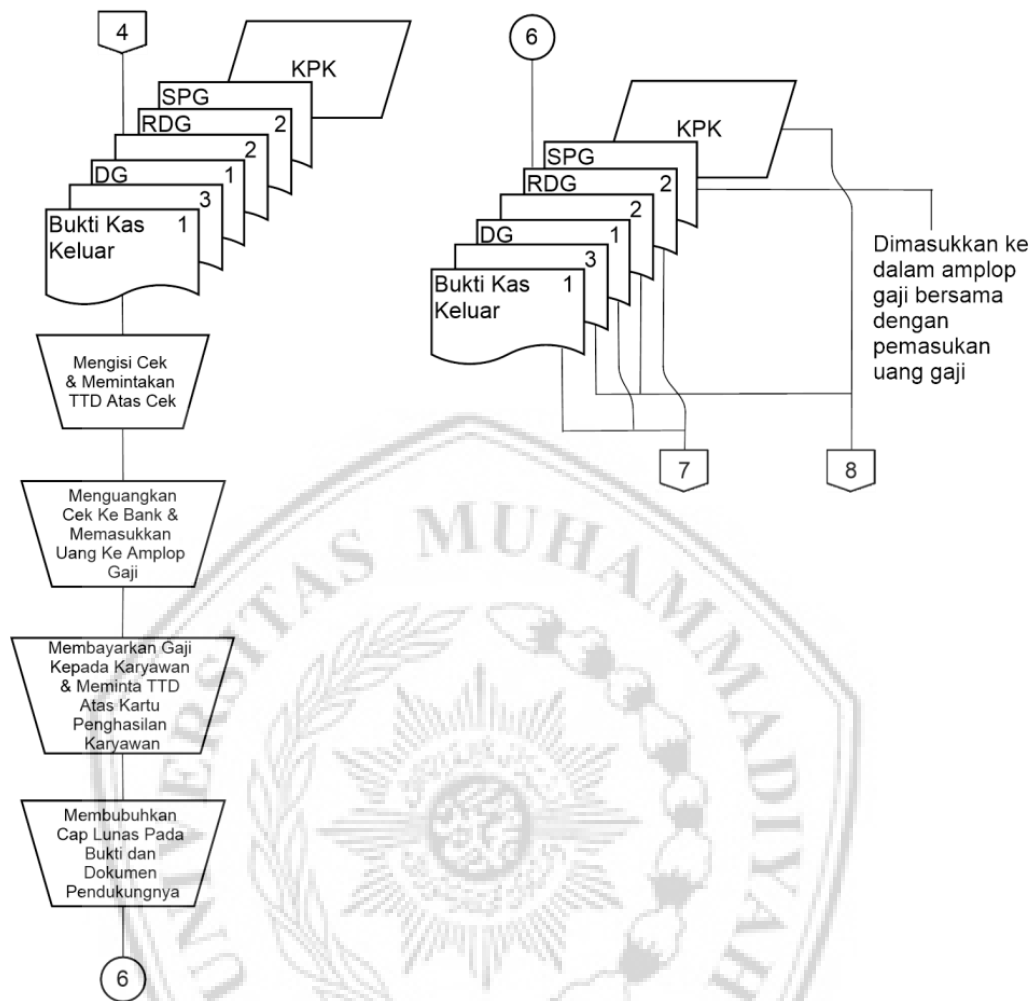 4
KPK
SPG
RDG 2
2
DG 1
3
Bukti Kas 1
Keluar
Mengisi Cek
& Memintakan
TTD Atas Cek
Menguangkan
Cek Ke Bank &
Memasukkan
Uang Ke Amplop
Gaji
Membayarkan Gaji
Kepada Karyawan
& Meminta TTD
Atas Kartu
Penghasilan
Karyawan
Membubuhkan
Cap Lunas Pada
Bukti dan
Dokumen
Pendukungnya
6
6
KPK
SPG
RDG 2
2
DG 1
3
Bukti Kas 1
Keluar
Dimasukkan ke
dalam amplop
gaji bersama
dengan
pemasukan
uang gaji
7
8
UNIVERSITAS MUHAMMADIYAH